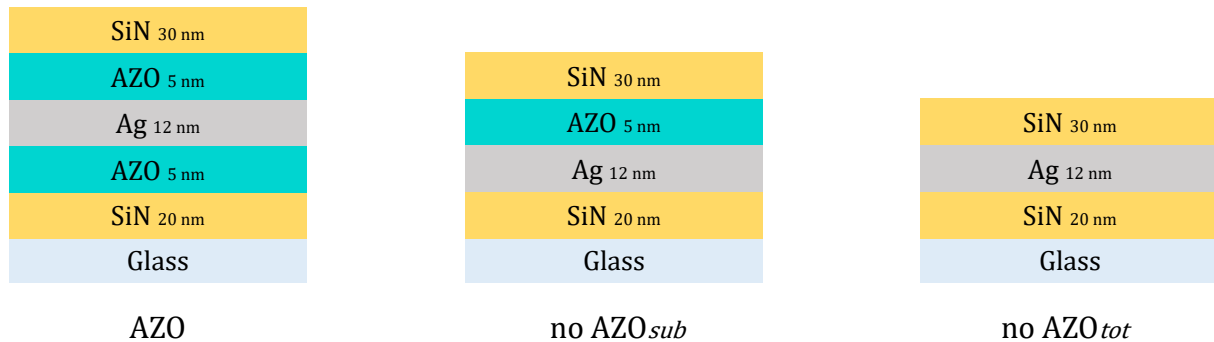 SiN 30 nm
AZO 5 nm
Ag 12 nm
AZO 5 nm
SiN 20 nm
Glass
AZO
SiN 30 nm
AZO 5 nm
Ag 12 nm
SiN 20 nm
Glass
no AZOsub
SiN 30 nm
Ag 12 nm
SiN 20 nm
Glass
no AZOtot